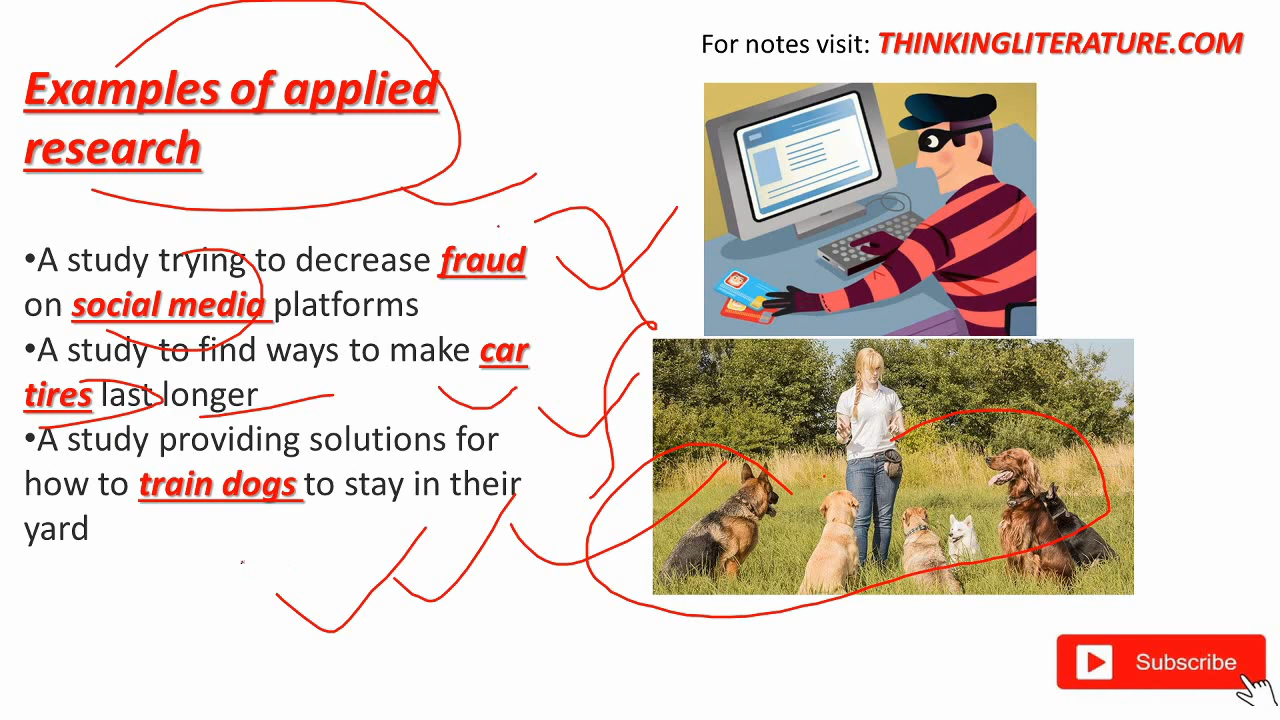 For notes visit: THINKINGLITERATURE.COM
Examples of applied
research
•A study trying to decrease fraud
on social media platforms
•A study to find ways to make car
tires last longer
•A study providing solutions for
how to train dogs to stay in their
yard
Subscribe